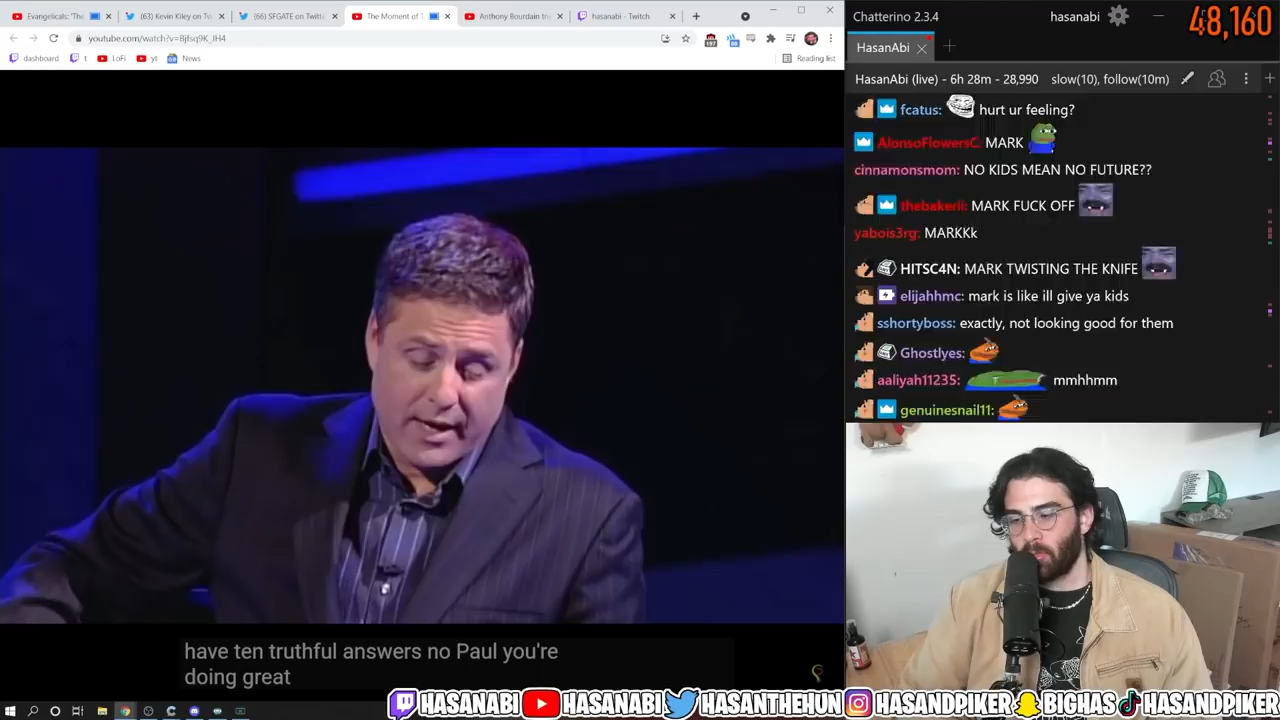 Evangelicals: 'The
(63) Kevin Kiley on Tw
(66) SFGATE on Twitt
The Moment of T
Anthony Bourdain tr
hasanabi - Twitch
youtube.com/watch?v=Bjfsq9K_JH4
dashboard
t
LoFi
yt
News
Reading list
Chatterino 2.3.4
hasanabi
48,160
HasanAbi
HasanAbi (live) - 6h 28m - 28,990
slow(10), follow(10m)
fcatus: hurt ur feeling?
AlonsoFlowersC: MARK
cinnamonsmom: NO KIDS MEAN NO FUTURE??
thebakerii: MARK FUCK OFF
yabois3rg: MARKKk
HITSC4N: MARK TWISTING THE KNIFE
elijahhmc: mark is like ill give ya kids
sshortyboss: exactly, not looking good for them
Ghostlyes:
aaliyah11235: mmhhmm
genuinesnail11:
have ten truthful answers no Paul you're
doing great
HASANABI HASANABI HASANTHEHUN HASANDPIKER BIGHAS HASANDPIKER